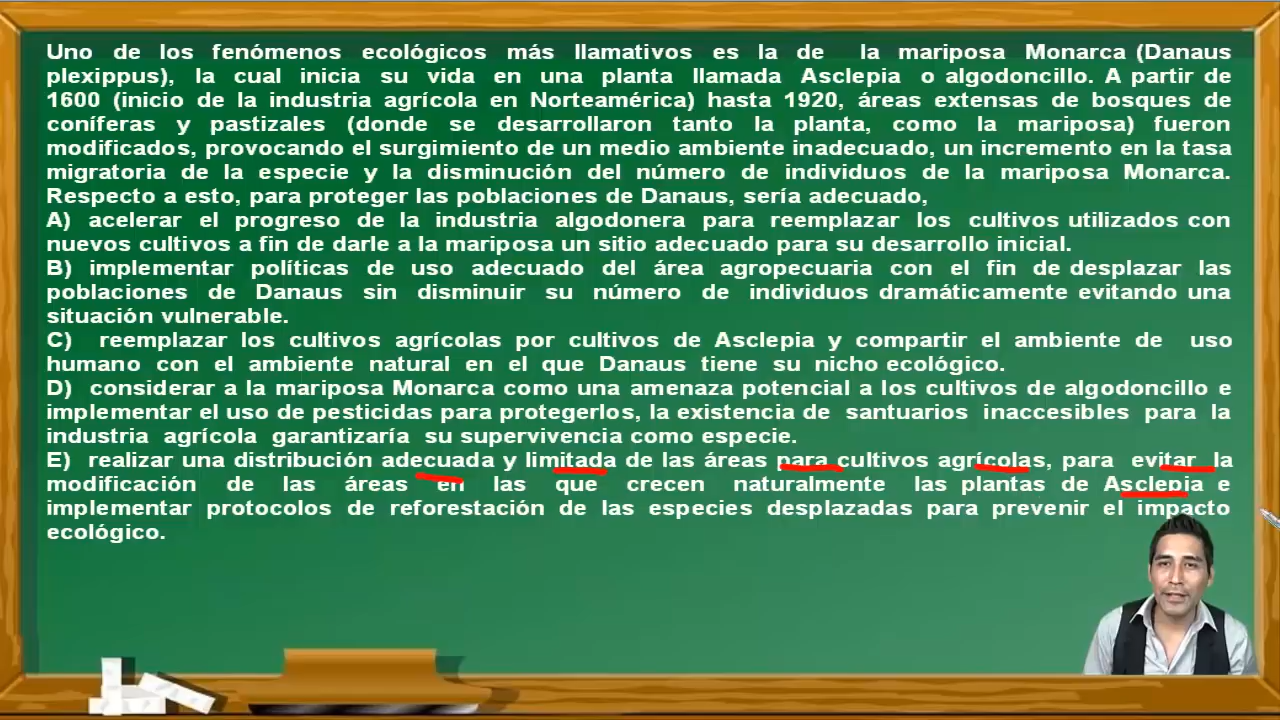 Uno de los fenómenos ecológicos más llamativos es la de la mariposa Monarca (Danaus
plexippus), la cual inicia su vida en una planta llamada Asclepia o algodoncillo. A partir de
1600 (inicio de la industria agrícola en Norteamérica) hasta 1920, áreas extensas de bosques de
coníferas y pastizales (donde se desarrollaron tanto la planta, como la mariposa) fueron
modificados, provocando el surgimiento de un medio ambiente inadecuado, un incremento en la tasa
migratoria de la especie y la disminución del número de individuos de la mariposa Monarca.
Respecto a esto, para proteger las poblaciones de Danaus, sería adecuado,
A) acelerar el progreso de la industria algodonera para reemplazar los cultivos utilizados con
nuevos cultivos a fin de darle a la mariposa un sitio adecuado para su desarrollo inicial.
B) implementar políticas de uso adecuado del área agropecuaria con el fin de desplazar las
poblaciones de Danaus sin disminuir su número de individuos dramáticamente evitando una
situación vulnerable.
C) reemplazar los cultivos agrícolas por cultivos de Asclepia y compartir el ambiente de uso
humano con el ambiente natural en el que Danaus tiene su nicho ecológico.
D) considerar a la mariposa Monarca como una amenaza potencial a los cultivos de algodoncillo e
implementar el uso de pesticidas para protegerlos, la existencia de santuarios inaccesibles para la
industria agrícola garantizaría su supervivencia como especie.
E) realizar una distribución adecuada y limitada de las áreas para cultivos agrícolas, para evitar la
modificación de las áreas en las que crecen naturalmente las plantas de Asclepia e
implementar protocolos de reforestación de las especies desplazadas para prevenir el impacto
ecológico.